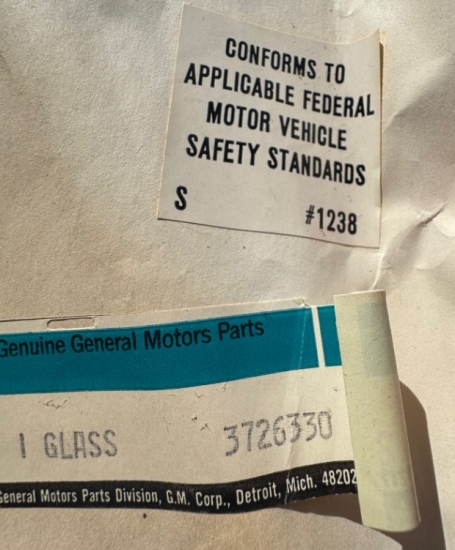 CONFORMS TO
APPLICABLE FEDERAL
MOTOR VEHICLE
SAFETY STANDARDS
S #1238
Genuine General Motors Parts
1 GLASS 3726330
General Motors Parts Division, G.M. Corp., Detroit, Mich. 48202